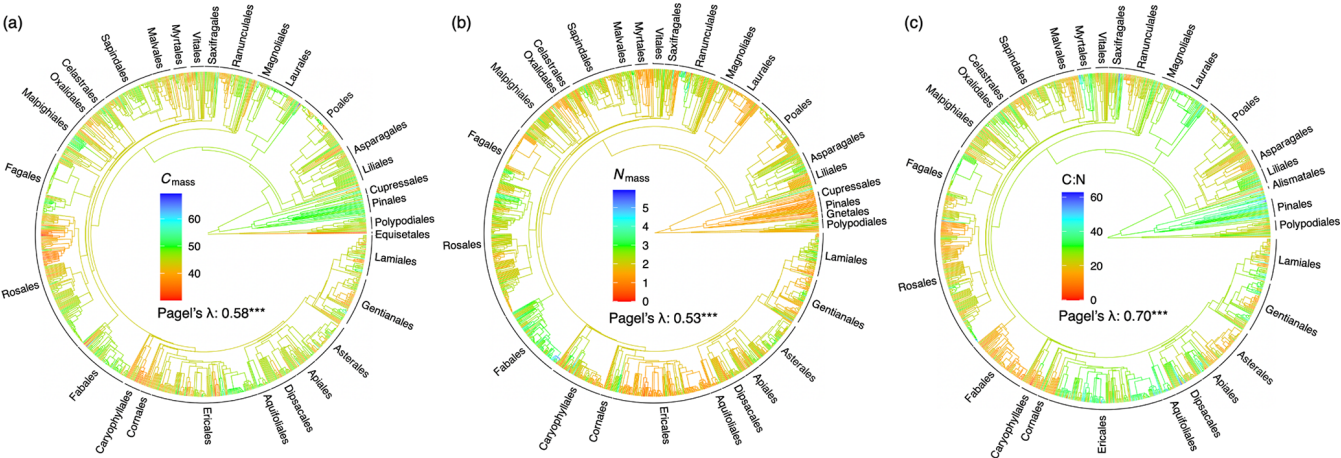 (a)
Equisetales
Polypodiales
Pinales
Cupressales
Liliales
Asparagales
Poales
Laurales
Magnoliales
Ranunculales
Saxifragales
Vitales
Myrtales
Malvales
Sapindales
Celastrales
Oxalidales
Malpighiales
Fagales
Rosales
Fabales
Caryophyllales
Cornales
Ericales
Aquifoliales
Dipsacales
Apiales
Asterales
Gentianales
Lamiales
Cmass
60
50
40
Pagel's λ: 0.58***
(b)
Polypodiales
Gnetales
Pinales
Cupressales
Liliales
Asparagales
Poales
Laurales
Magnoliales
Ranunculales
Saxifragales
Vitales
Myrtales
Malvales
Sapindales
Celastrales
Oxalidales
Malpighiales
Fagales
Rosales
Fabales
Caryophyllales
Cornales
Ericales
Aquifoliales
Dipsacales
Apiales
Asterales
Gentianales
Lamiales
Nmass
5
4
3
2
1
0
Pagel's λ: 0.53***
(c)
Polypodiales
Pinales
Alismatales
Liliales
Asparagales
Poales
Laurales
Magnoliales
Ranunculales
Saxifragales
Vitales
Myrtales
Malvales
Sapindales
Celastrales
Oxalidales
Malpighiales
Fagales
Rosales
Fabales
Caryophyllales
Cornales
Ericales
Aquifoliales
Dipsacales
Apiales
Asterales
Gentianales
Lamiales
C:N
60
40
20
0
Pagel's λ: 0.70***